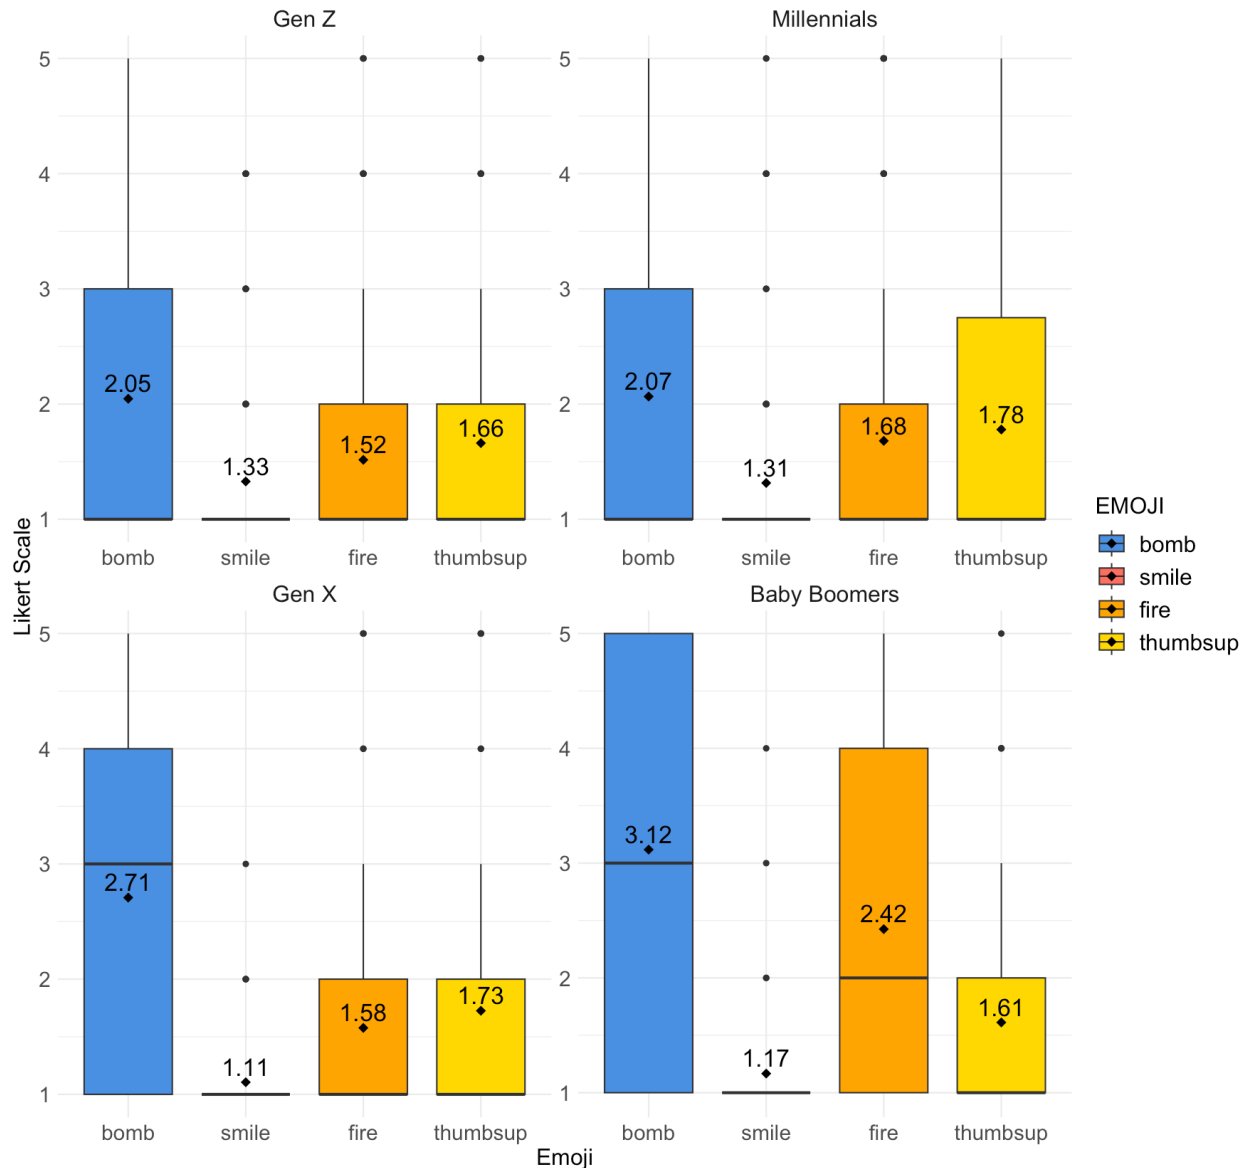 Gen Z
Millennials
5
4
3
2
1
2.05
1.33
1.52
1.66
bomb
smile
fire
thumbsup
5
4
3
2
1
2.07
1.31
1.68
1.78
bomb
smile
fire
thumbsup
Likert Scale
Gen X
Baby Boomers
5
4
3
2
1
2.71
1.11
1.58
1.73
bomb
smile
fire
thumbsup
5
4
3
2
1
3.12
1.17
2.42
1.61
bomb
smile
fire
thumbsup
Emoji
EMOJI
bomb
smile
fire
thumbsup